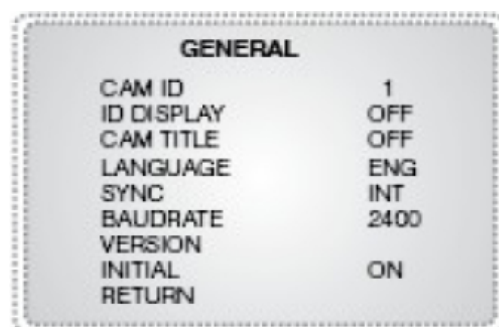 GENERAL
CAM ID 1
ID DISPLAY OFF
CAM TITLE OFF
LANGUAGE ENG
SYNC INT
BAUDRATE 2400
VERSION
INITIAL ON
RETURN